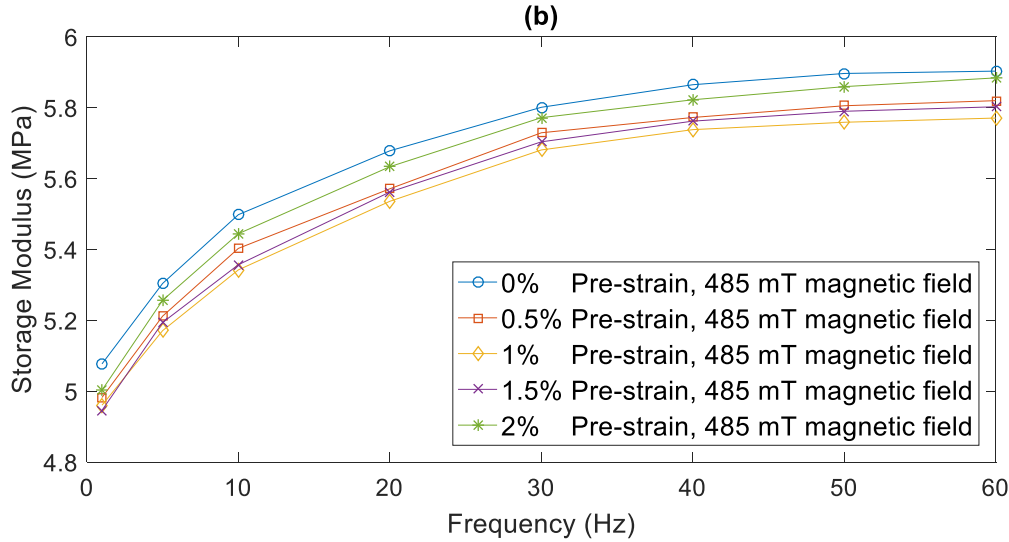 (b)
6
5.8
5.6
5.4
5.2
5
4.8
Storage Modulus (MPa)
0% Pre-strain, 485 mT magnetic field
0.5% Pre-strain, 485 mT magnetic field
1% Pre-strain, 485 mT magnetic field
1.5% Pre-strain, 485 mT magnetic field
2% Pre-strain, 485 mT magnetic field
0 10 20 30 40 50 60
Frequency (Hz)